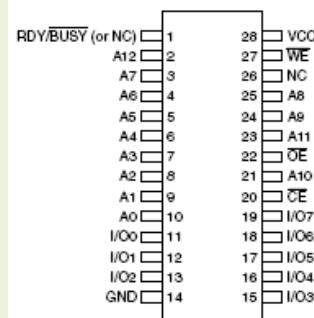 RDY/BUSY (or NC) 1 28 VCC
A12 2 27 WE
A7 3 26 NC
A6 4 25 A8
A5 5 24 A9
A4 6 23 A11
A3 7 22 OE
A2 8 21 A10
A1 9 20 CE
A0 10 19 I/O7
I/O0 11 18 I/O6
I/O1 12 17 I/O5
I/O2 13 16 I/O4
GND 14 15 I/O3